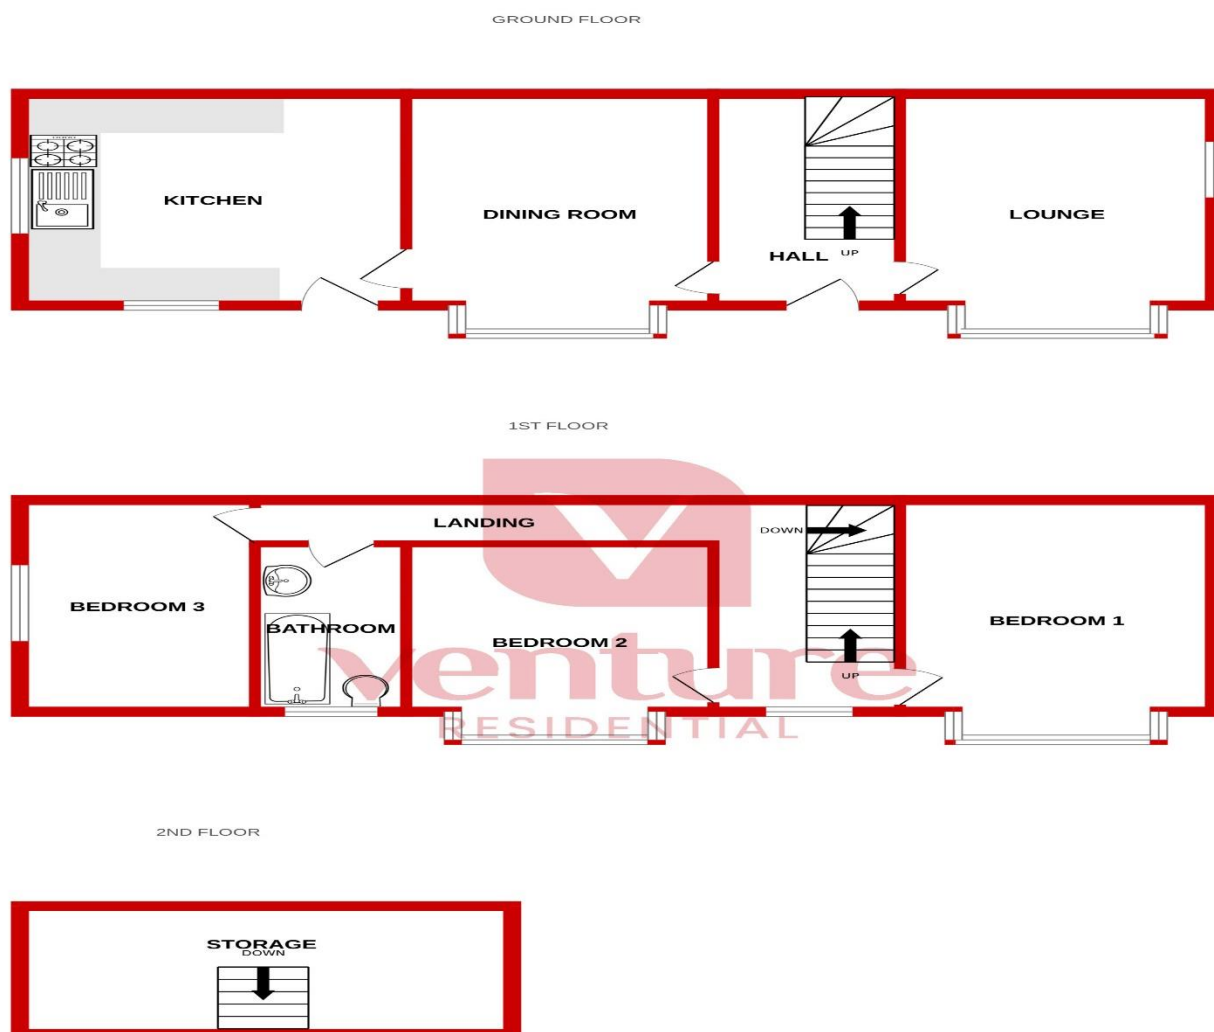 GROUND FLOOR
KITCHEN
DINING ROOM
HALL
UP
LOUNGE
1ST FLOOR
LANDING
DOWN
BEDROOM 3
BATHROOM
BEDROOM 2
BEDROOM 1
UP
venture
RESIDENTIAL
2ND FLOOR
STORAGE
DOWN